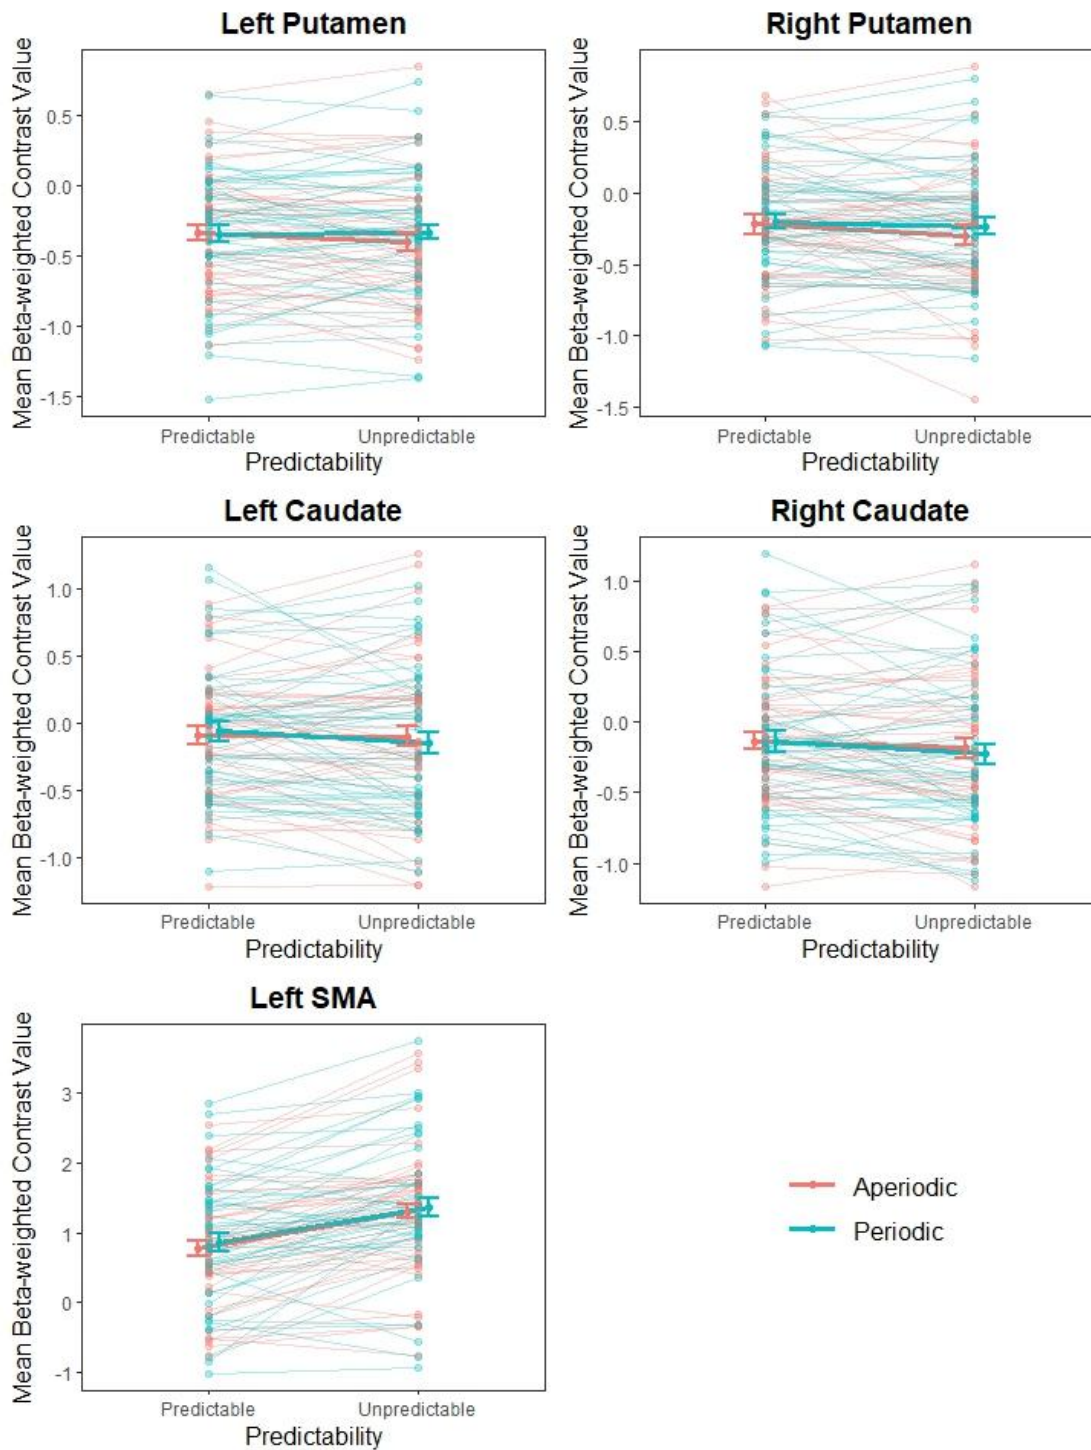 Left Putamen
Mean Beta-weighted Contrast Value
0.5
0.0
-0.5
-1.0
-1.5
Predictable Unpredictable
Predictability
Right Putamen
Mean Beta-weighted Contrast Value
0.5
0.0
-0.5
-1.0
-1.5
Predictable Unpredictable
Predictability
Left Caudate
Mean Beta-weighted Contrast Value
1.0
0.5
0.0
-0.5
-1.0
Predictable Unpredictable
Predictability
Right Caudate
Mean Beta-weighted Contrast Value
1.0
0.5
0.0
-0.5
-1.0
Predictable Unpredictable
Predictability
Left SMA
Mean Beta-weighted Contrast Value
3
2
1
0
-1
Predictable Unpredictable
Predictability
Aperiodic
Periodic